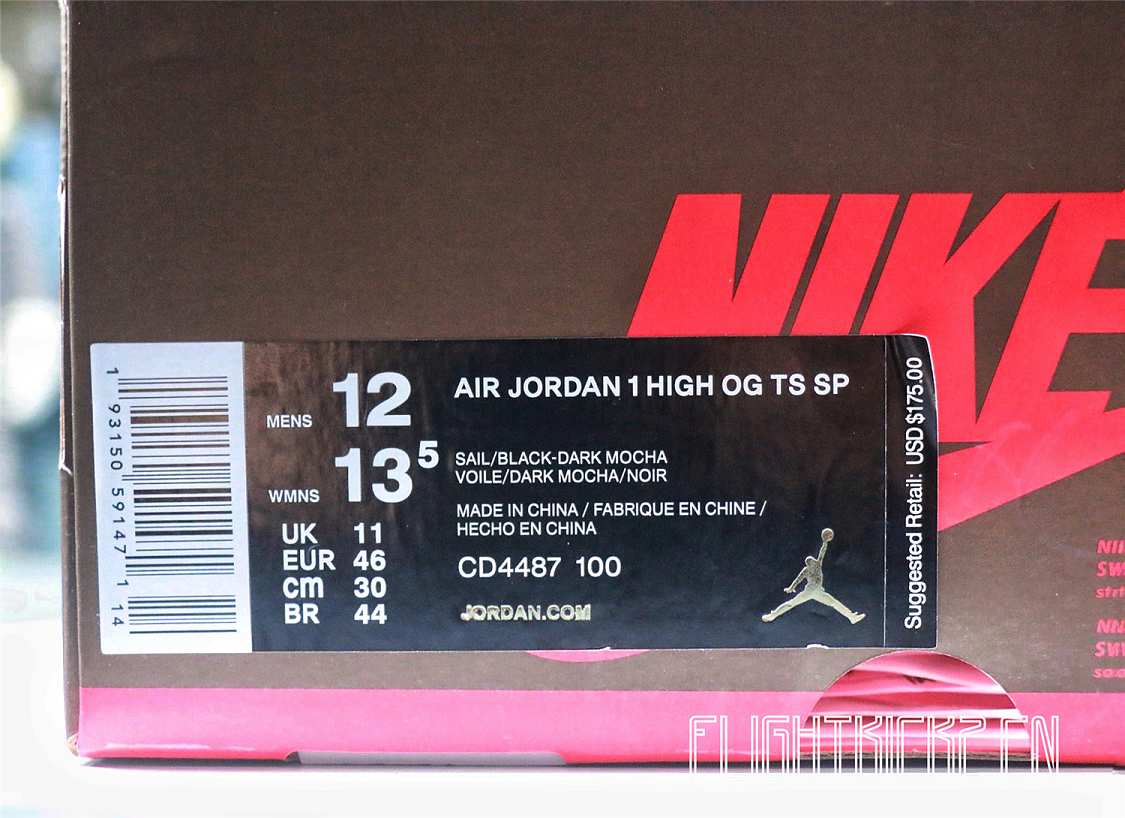 NIKE
AIR JORDAN 1 HIGH OG TS SP
MENS 12
WMNS 13⁵
SAIL/BLACK-DARK MOCHA
VOILE/DARK MOCHA/NOIR
MADE IN CHINA / FABRIQUE EN CHINE /
HECHO EN CHINA
UK 11
EUR 46
cm 30
BR 44
CD4487 100
JORDAN.COM
Suggested Retail: USD $175.00
1 93150 59147 1 14
FLIGHTKICKZ.CN